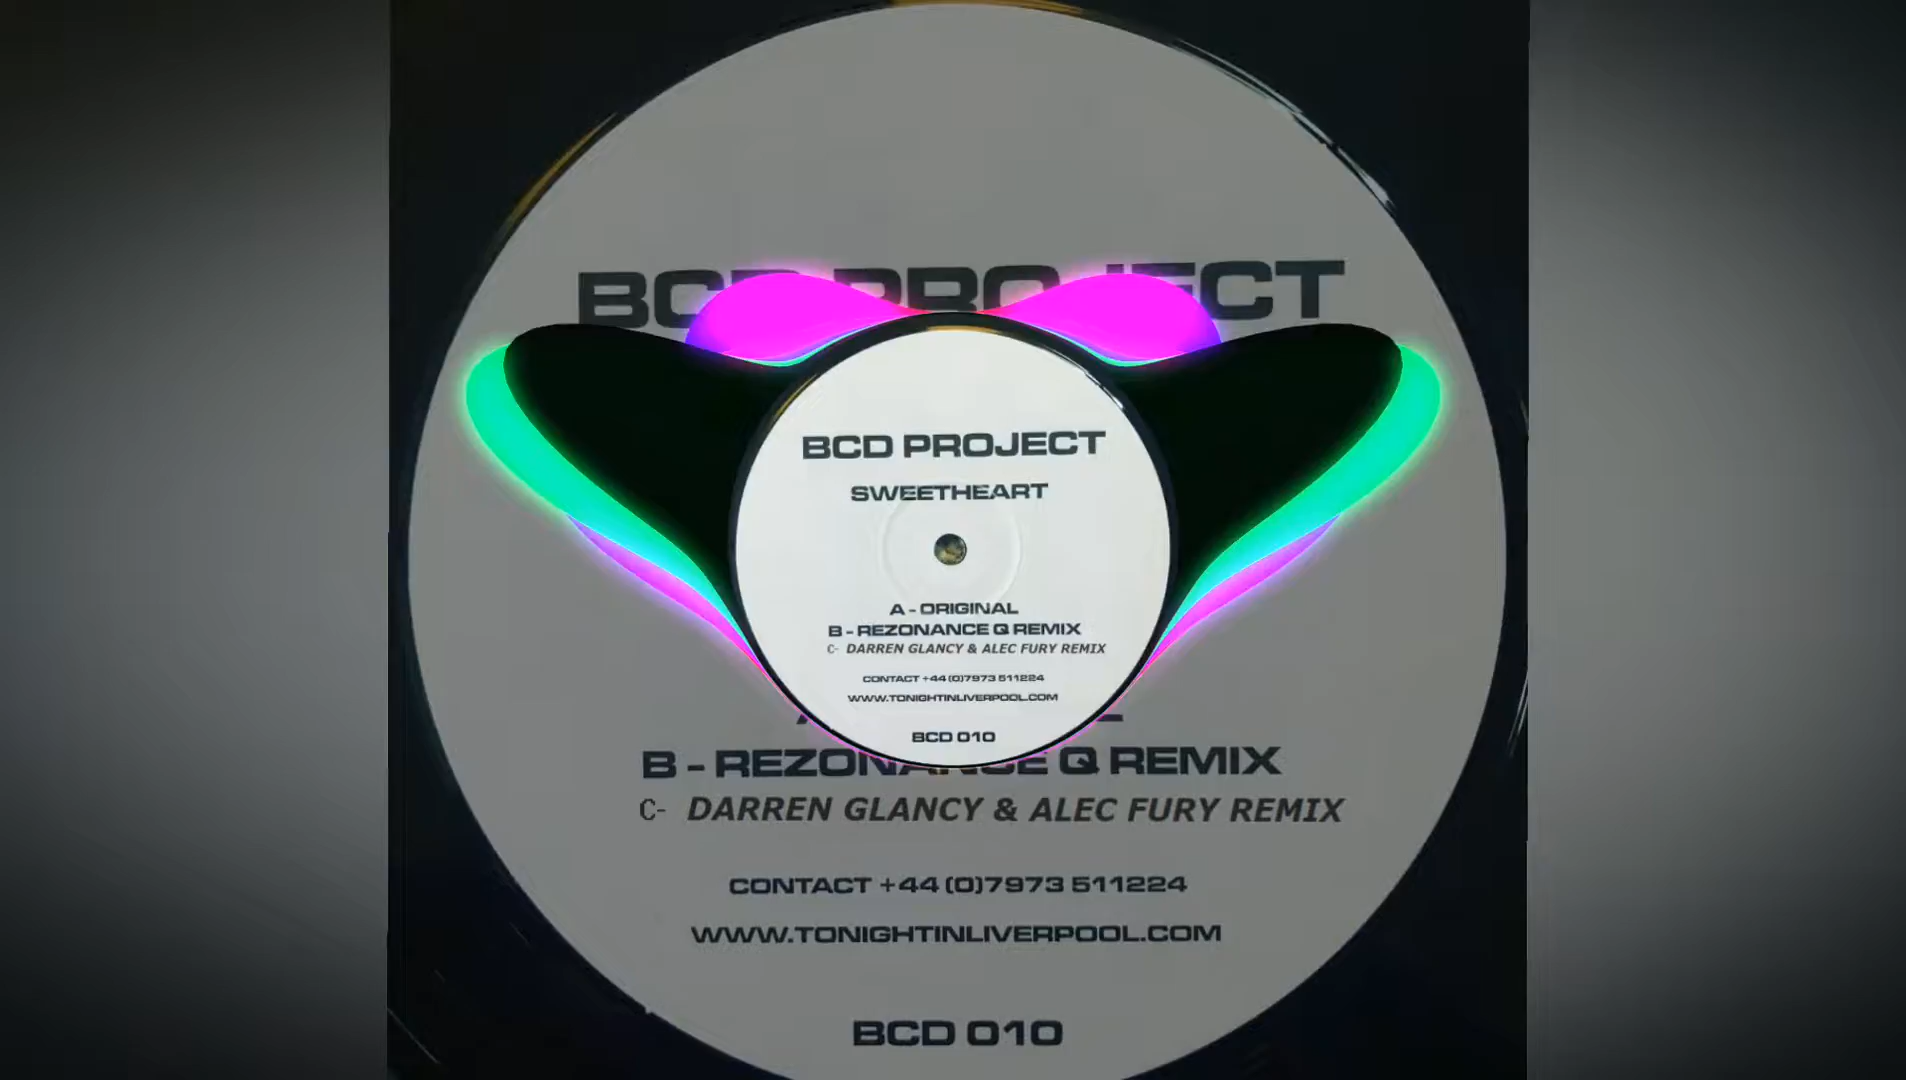 BCD PROJECT
BCD PROJECT
SWEETHEART
A - ORIGINAL
B - REZONANCE Q REMIX
C- DARREN GLANCY & ALEC FURY REMIX
CONTACT +44 (0)7973 511224
WWW.TONIGHTINLIVERPOOL.COM
BCD 010
B - REZONANCE Q REMIX
C- DARREN GLANCY & ALEC FURY REMIX
CONTACT +44 (0)7973 511224
WWW.TONIGHTINLIVERPOOL.COM
BCD 010